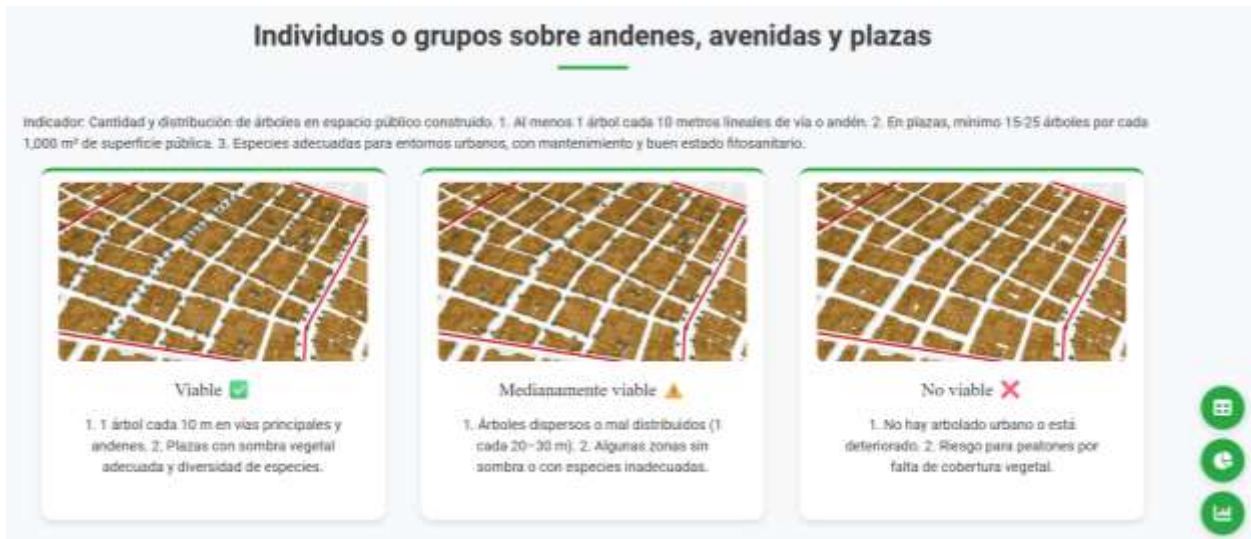 Individuos o grupos sobre andenes, avenidas y plazas
Indicador: Cantidad y distribución de árboles en espacio público construido. 1. Al menos 1 árbol cada 10 metros lineales de vía o andén. 2. En plazas, mínimo 15-25 árboles por cada
1,000 m² de superficie pública. 3. Especies adecuadas para entornos urbanos, con mantenimiento y buen estado fitosanitario.
Viable ✅
1. 1 árbol cada 10 m en vías principales y
andenes. 2. Plazas con sombra vegetal
adecuada y diversidad de especies.
Medianamente viable ⚠️
1. Árboles dispersos o mal distribuidos (1
cada 20–30 m). 2. Algunas zonas sin
sombra o con especies inadecuadas.
No viable ❌
1. No hay arbolado urbano o está
deteriorado. 2. Riesgo para peatones por
falta de cobertura vegetal.